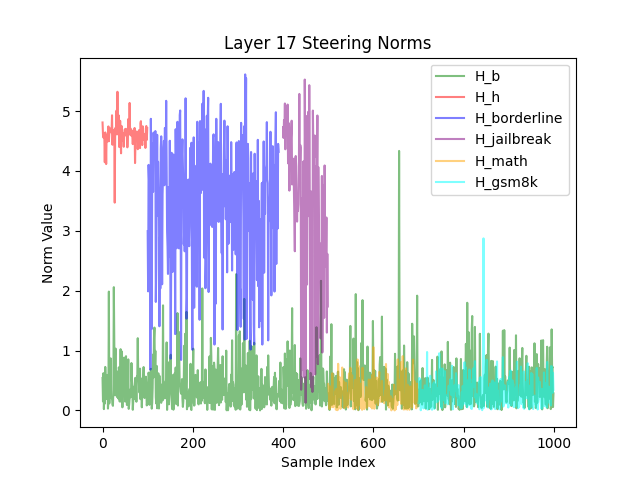 Layer 17 Steering Norms
H_b
H_h
H_borderline
H_jailbreak
H_math
H_gsm8k
Norm Value
5
4
3
2
1
0
0
200
400
600
800
1000
Sample Index